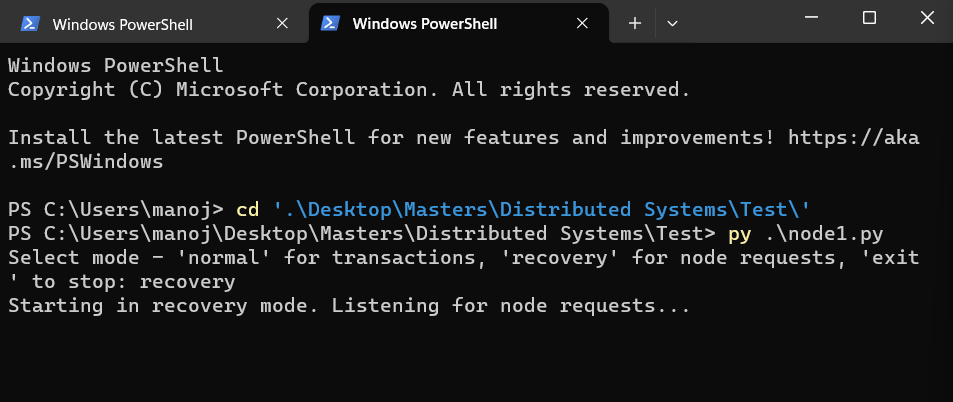 Windows PowerShell
Windows PowerShell
Windows PowerShell
Copyright (C) Microsoft Corporation. All rights reserved.
Install the latest PowerShell for new features and improvements! https://aka
.ms/PSWindows
PS C:\Users\manoj> cd '.\Desktop\Masters\Distributed Systems\Test\'
PS C:\Users\manoj\Desktop\Masters\Distributed Systems\Test> py .\node1.py
Select mode - 'normal' for transactions, 'recovery' for node requests, 'exit
' to stop: recovery
Starting in recovery mode. Listening for node requests...